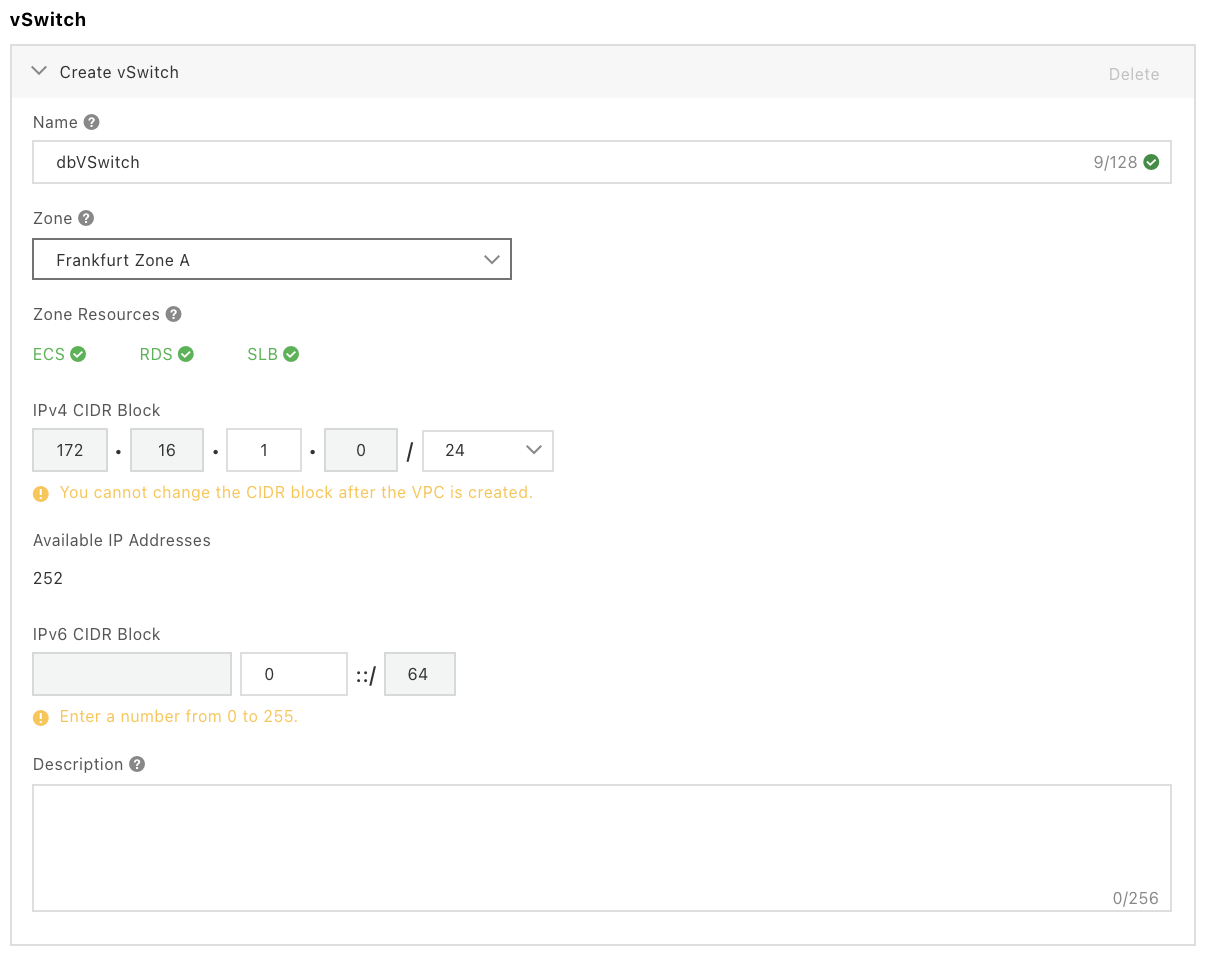 vSwitch
Create vSwitch
Delete
Name ?
dbVSwitch
9/128
Zone ?
Frankfurt Zone A
Zone Resources ?
ECS RDS SLB
IPv4 CIDR Block
172 . 16 . 1 . 0 / 24
! You cannot change the CIDR block after the VPC is created.
Available IP Addresses
252
IPv6 CIDR Block
0 ::/ 64
! Enter a number from 0 to 255.
Description ?
0/256